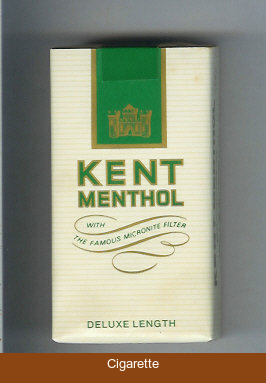 KENT
MENTHOL
WITH
THE FAMOUS MICRONITE FILTER
DELUXE LENGTH
Cigarette